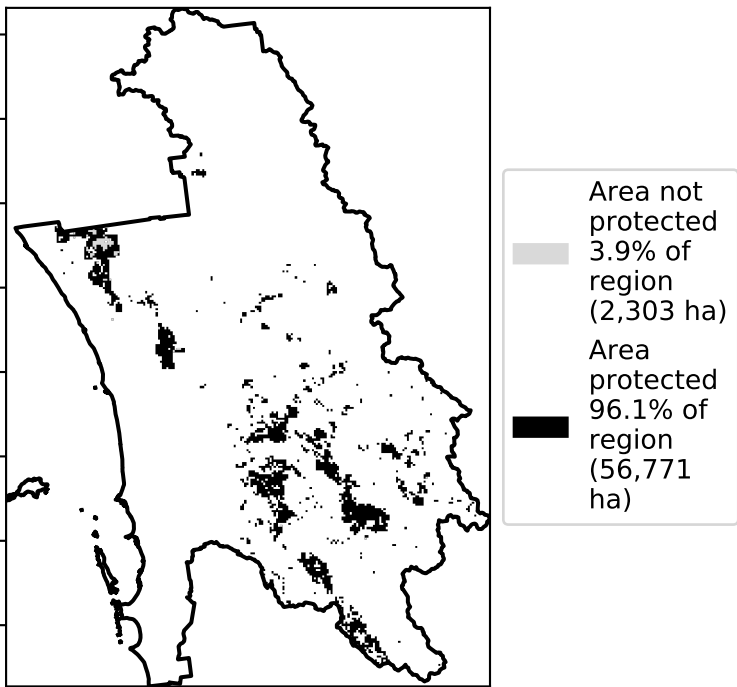 Area not
protected
3.9% of
region
(2,303 ha)
Area
protected
96.1% of
region
(56,771
ha)